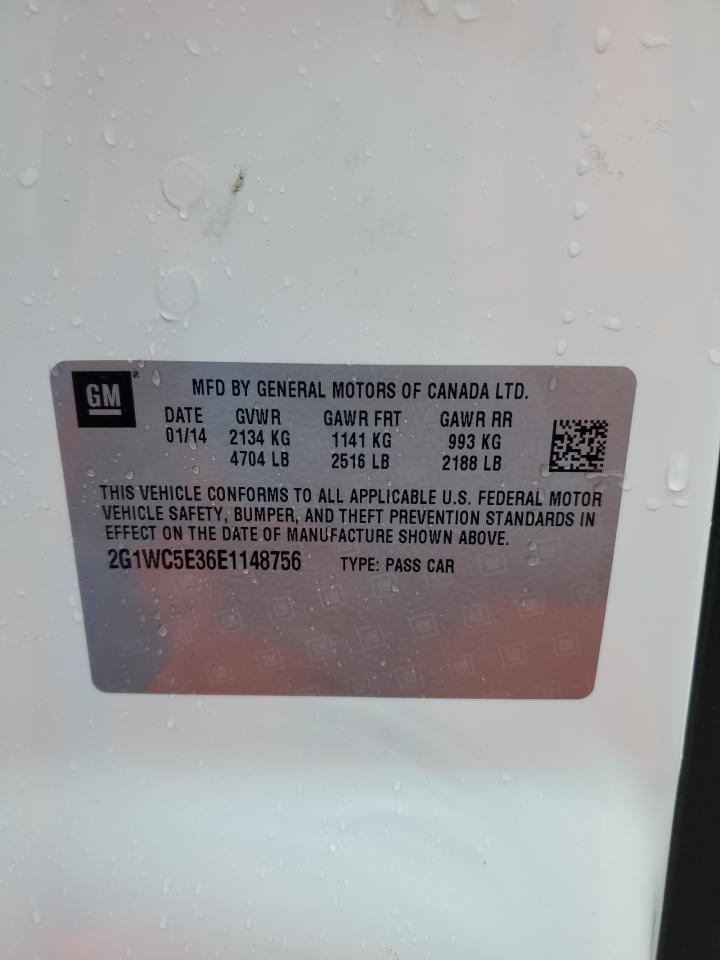 GM ®
MFD BY GENERAL MOTORS OF CANADA LTD.
DATE GVWR GAWR FRT GAWR RR
01/14 2134 KG 1141 KG 993 KG
4704 LB 2516 LB 2188 LB
THIS VEHICLE CONFORMS TO ALL APPLICABLE U.S. FEDERAL MOTOR
VEHICLE SAFETY, BUMPER, AND THEFT PREVENTION STANDARDS IN
EFFECT ON THE DATE OF MANUFACTURE SHOWN ABOVE.
2G1WC5E36E1148756 TYPE: PASS CAR